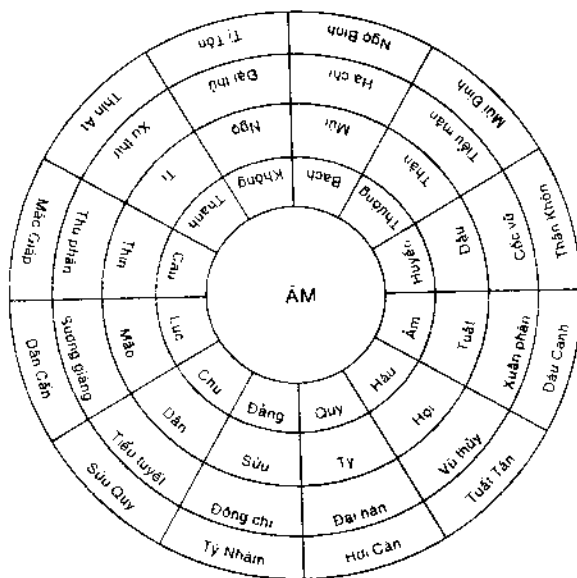 Tị Tốn
Ngọ Bính
Mùi Đinh
Thân Khôn
Dậu Canh
Tuất Tân
Hợi Càn
Tý Nhâm
Sửu Quý
Dần Cấn
Mão Giáp
Thìn Ất
Đại thử
Hạ chí
Tiểu mãn
Cốc vũ
Xuân phân
Vũ thủy
Đại hàn
Đông chí
Tiểu tuyết
Sương giáng
Thu phân
Xử thử
Ngọ
Mùi
Thân
Dậu
Tuất
Hợi
Tý
Sửu
Dần
Mão
Thìn
Tị
Không
Bạch
Thường
Huyền
Âm
Hậu
Quý
Đằng
Chu
Lục
Câu
Thanh
ÂM